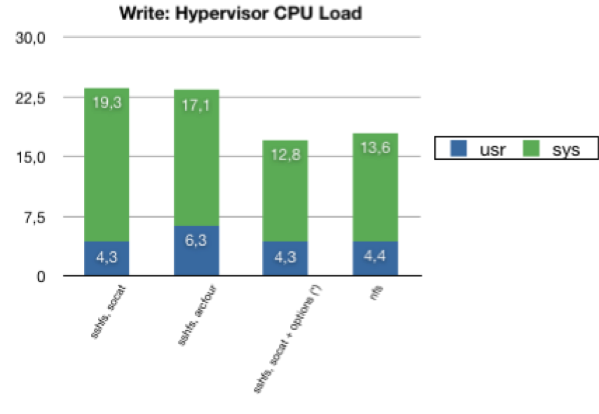 Write: Hypervisor CPU Load
30,0
22,5
15,0
7,5
0
19,3
17,1
12,8
13,6
4,3
6,3
4,3
4,4
sshfs, socat
sshfs, arcfour
sshfs, socat + options (*)
nfs
usr
sys